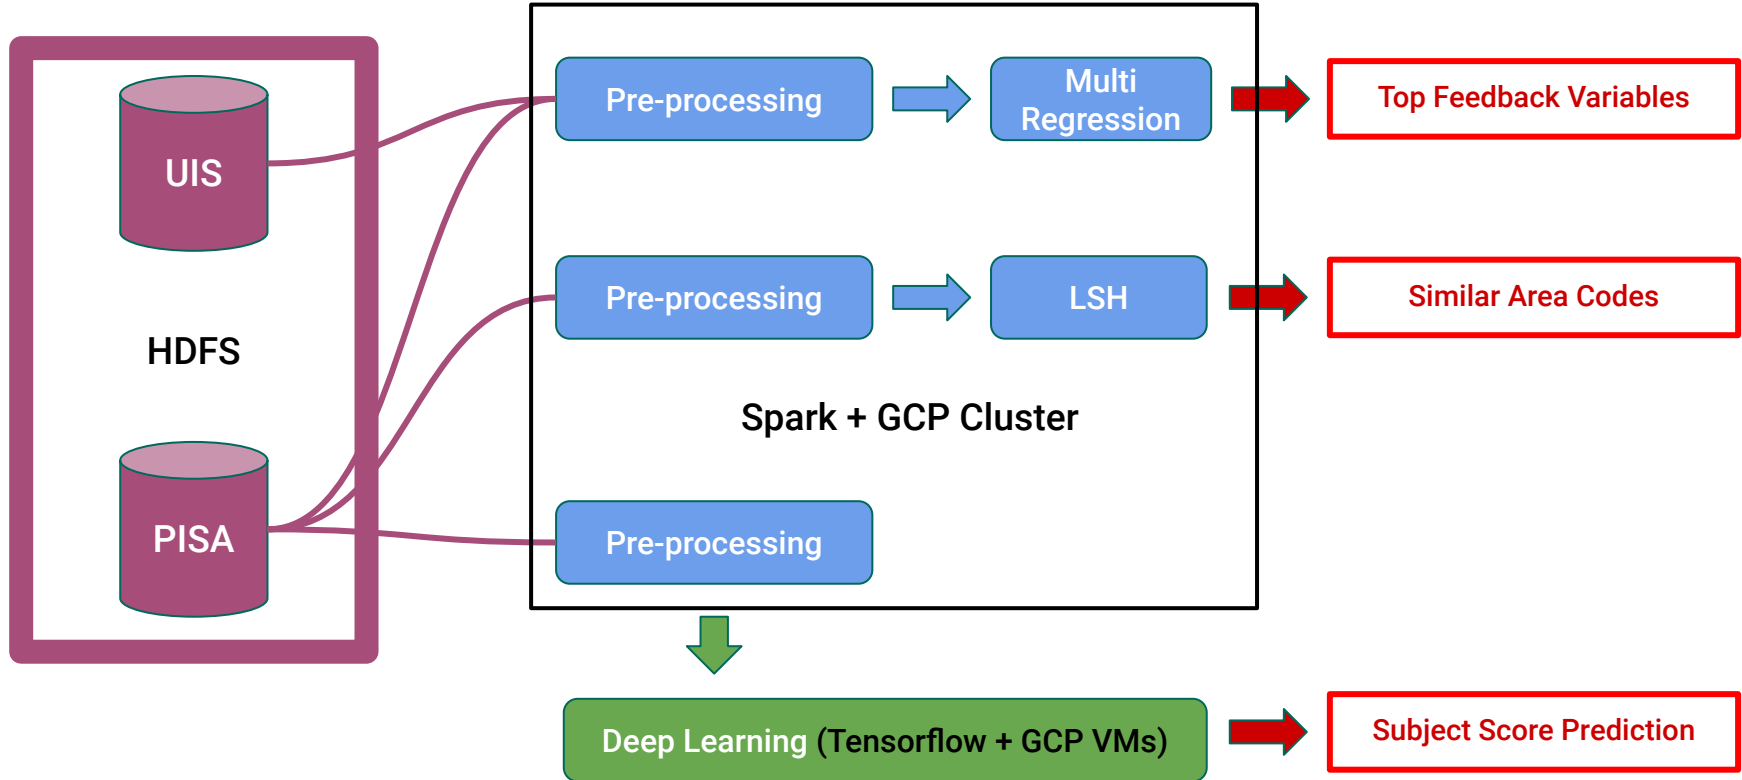 UIS
HDFS
PISA
Pre-processing
Multi
Regression
Top Feedback Variables
Pre-processing
LSH
Similar Area Codes
Spark + GCP Cluster
Pre-processing
Deep Learning (Tensorflow + GCP VMs)
Subject Score Prediction